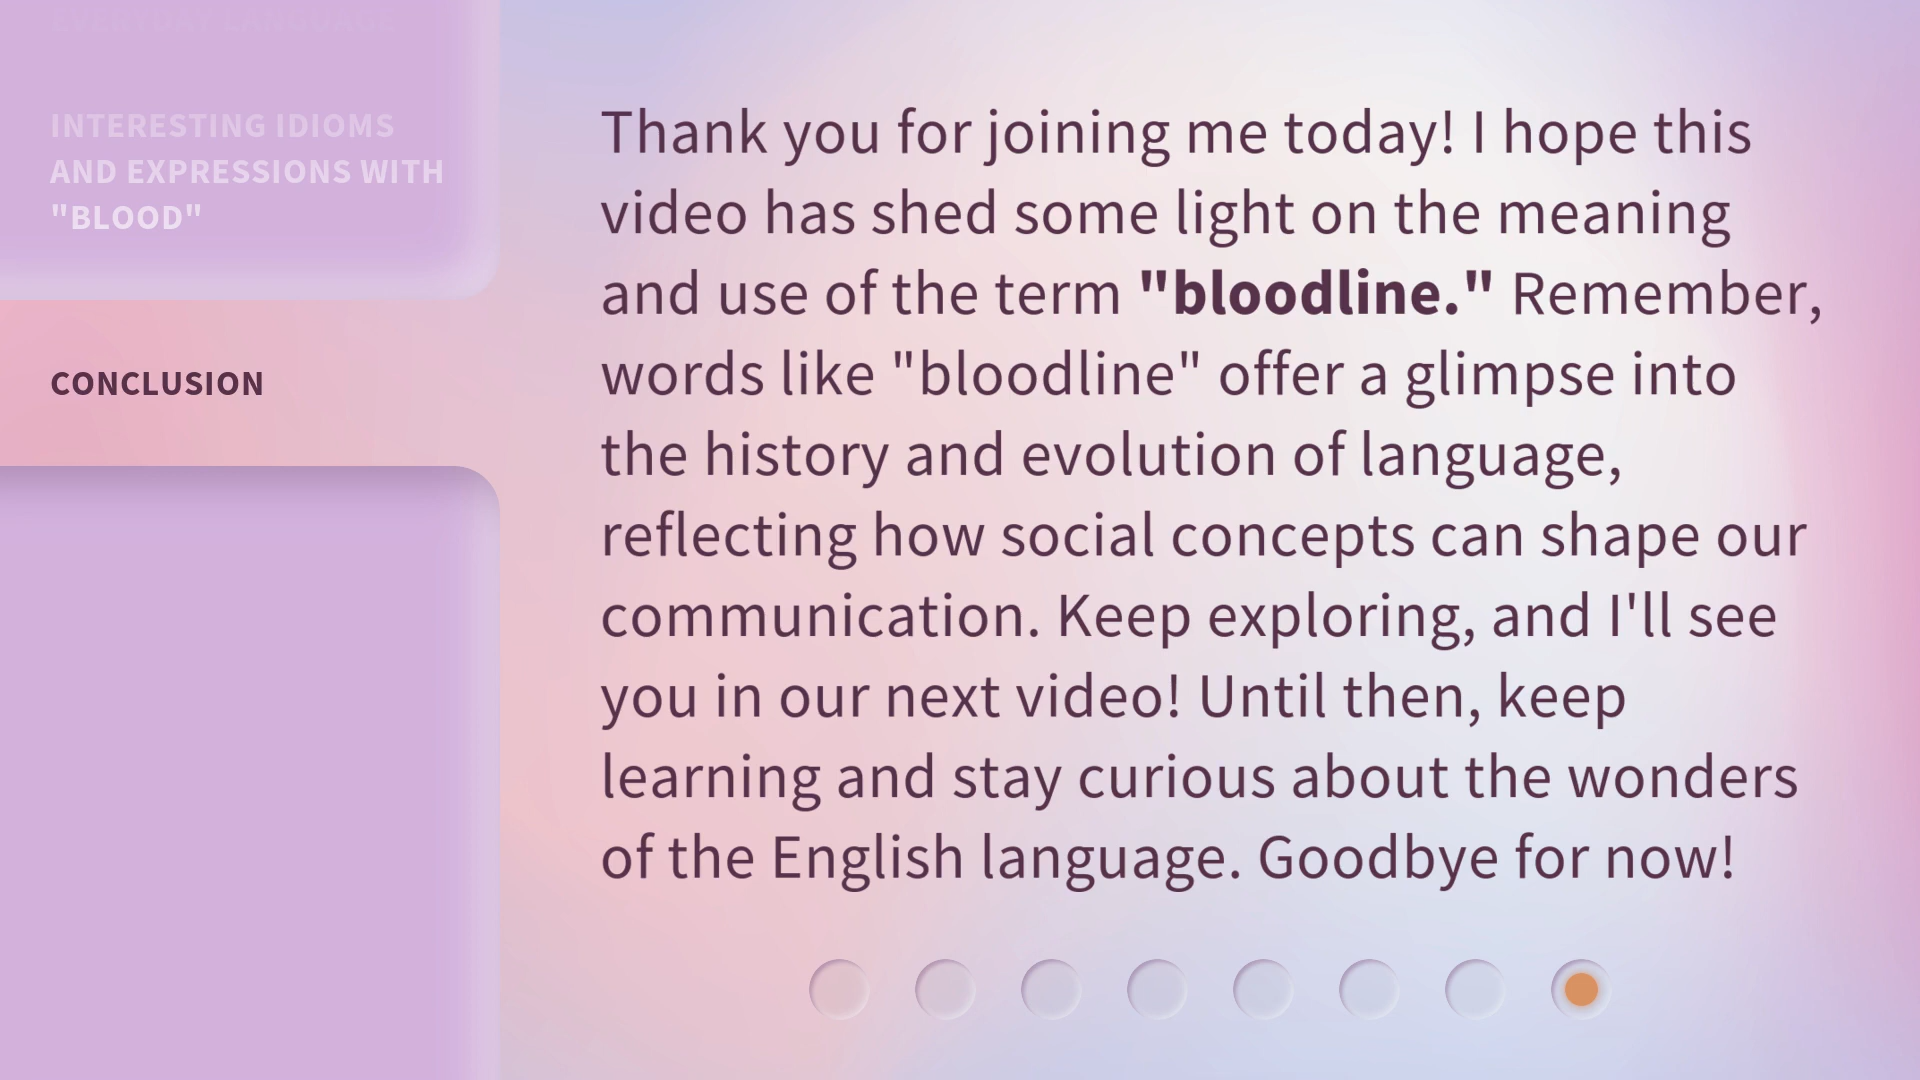 EVERYDAY LANGUAGE
INTERESTING IDIOMS
AND EXPRESSIONS WITH
"BLOOD"
CONCLUSION
Thank you for joining me today! I hope this
video has shed some light on the meaning
and use of the term "bloodline." Remember,
words like "bloodline" offer a glimpse into
the history and evolution of language,
reflecting how social concepts can shape our
communication. Keep exploring, and I'll see
you in our next video! Until then, keep
learning and stay curious about the wonders
of the English language. Goodbye for now!